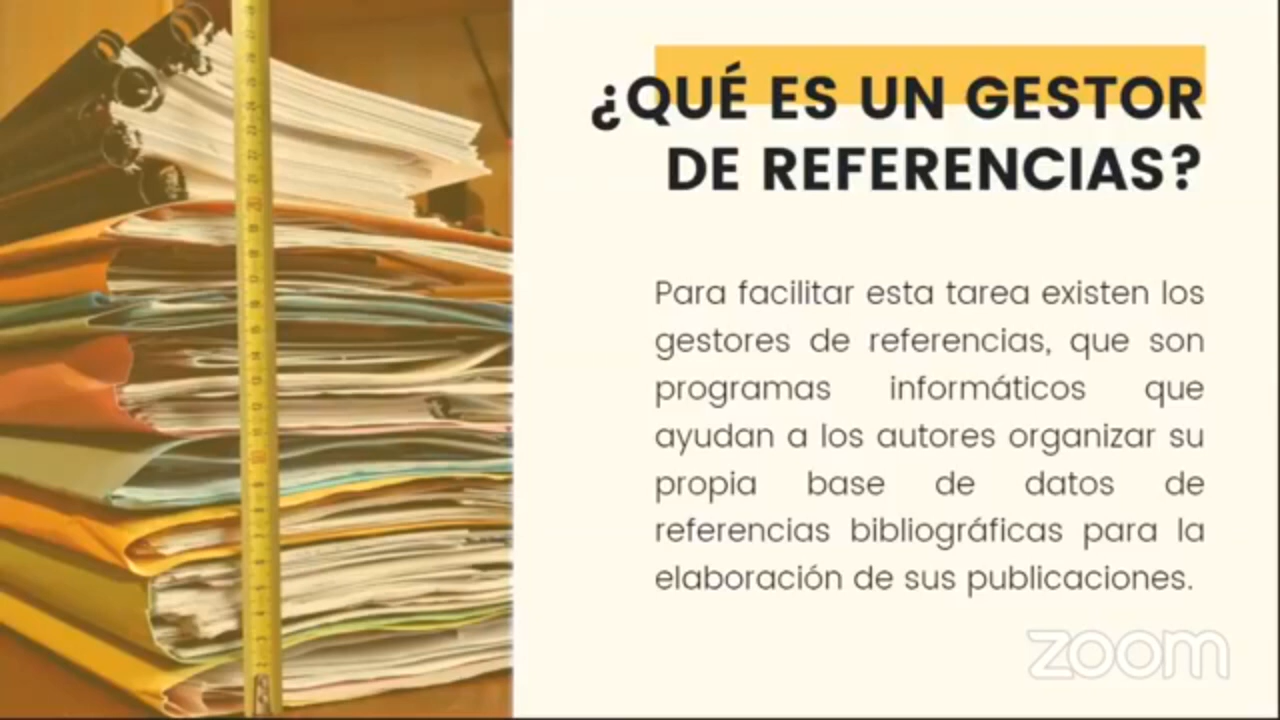 ¿QUÉ ES UN GESTOR
DE REFERENCIAS?
Para facilitar esta tarea existen los
gestores de referencias, que son
programas informáticos que
ayudan a los autores organizar su
propia base de datos de
referencias bibliográficas para la
elaboración de sus publicaciones.
zoom